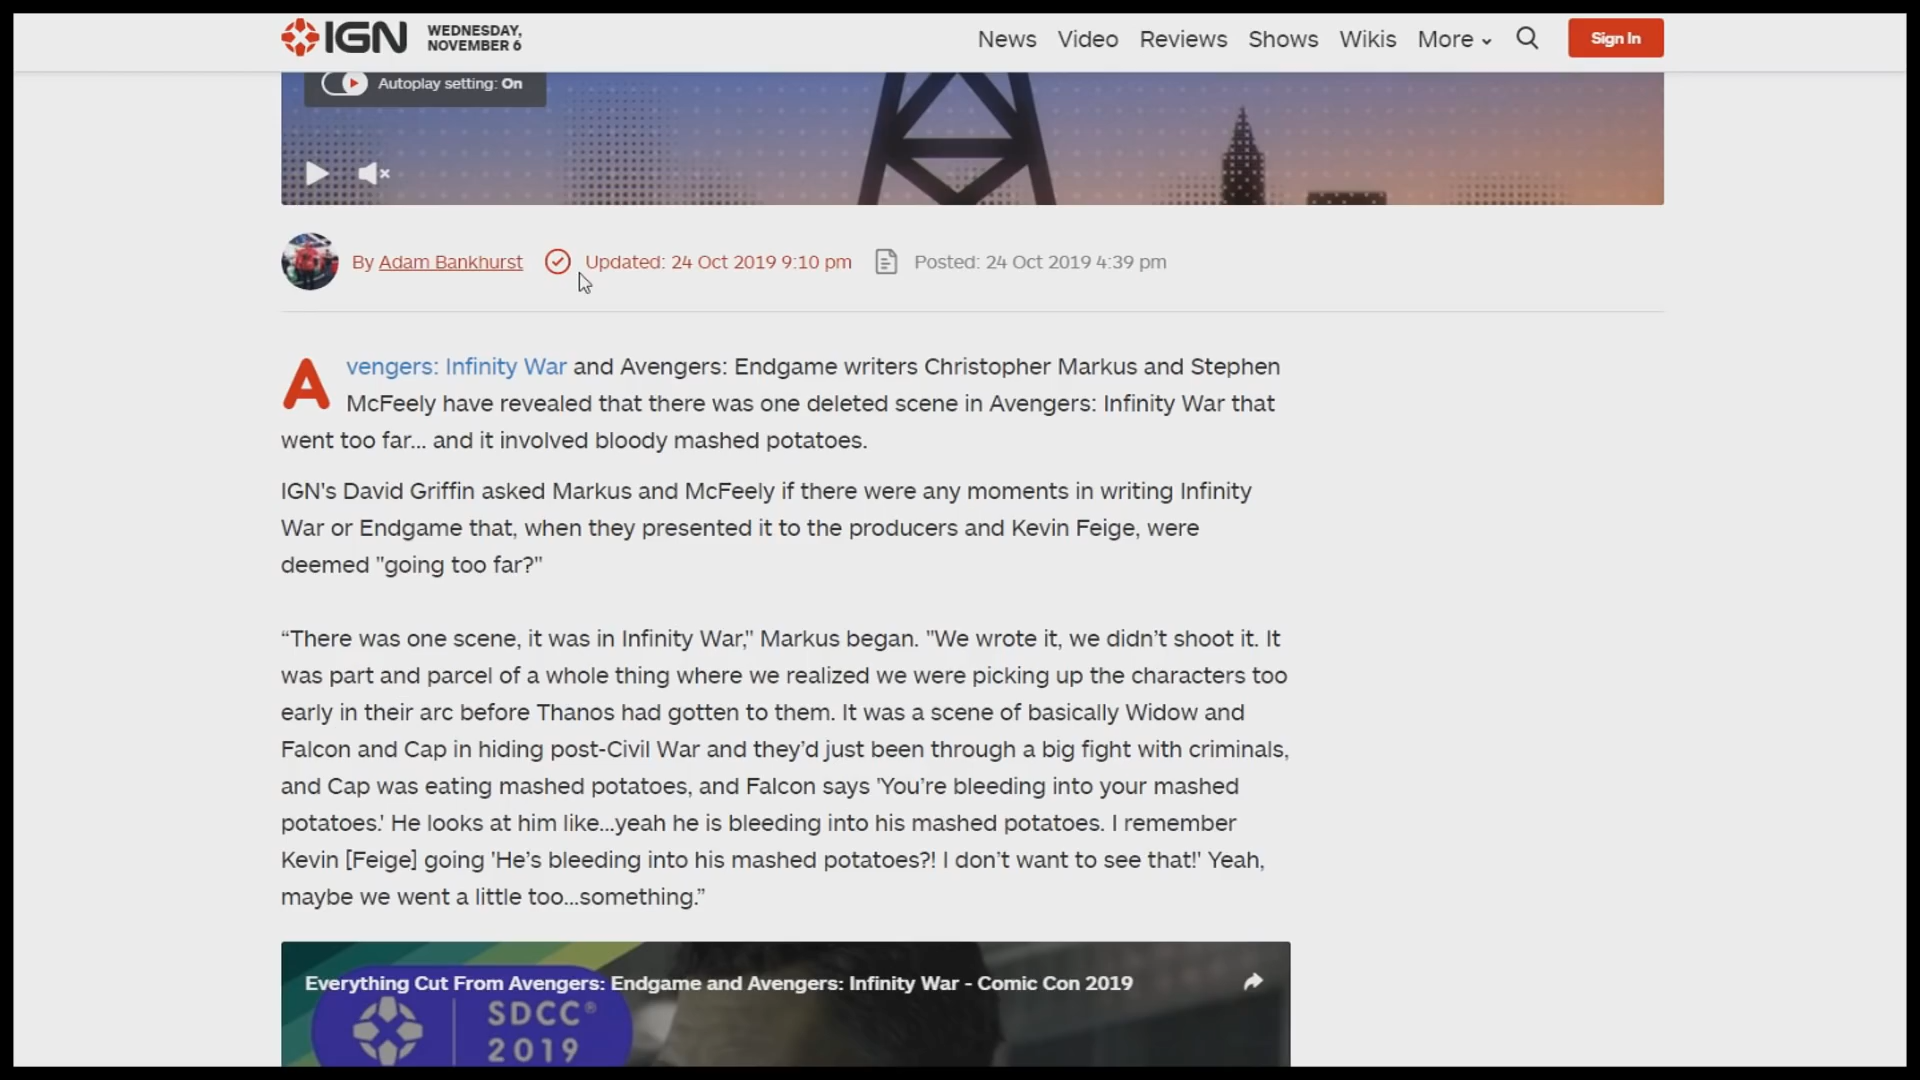 IGN
WEDNESDAY,
NOVEMBER 6
News Video Reviews Shows Wikis More
Sign In
Autoplay setting: On
By Adam Bankhurst Updated: 24 Oct 2019 9:10 pm Posted: 24 Oct 2019 4:39 pm
Avengers: Infinity War and Avengers: Endgame writers Christopher Markus and Stephen
McFeely have revealed that there was one deleted scene in Avengers: Infinity War that
went too far... and it involved bloody mashed potatoes.
IGN's David Griffin asked Markus and McFeely if there were any moments in writing Infinity
War or Endgame that, when they presented it to the producers and Kevin Feige, were
deemed "going too far?"
“There was one scene, it was in Infinity War," Markus began. "We wrote it, we didn’t shoot it. It
was part and parcel of a whole thing where we realized we were picking up the characters too
early in their arc before Thanos had gotten to them. It was a scene of basically Widow and
Falcon and Cap in hiding post-Civil War and they’d just been through a big fight with criminals,
and Cap was eating mashed potatoes, and Falcon says 'You’re bleeding into your mashed
potatoes.' He looks at him like...yeah he is bleeding into his mashed potatoes. I remember
Kevin [Feige] going 'He’s bleeding into his mashed potatoes?! I don’t want to see that!' Yeah,
maybe we went a little too...something.”
Everything Cut From Avengers: Endgame and Avengers: Infinity War - Comic Con 2019
SDCC®
2019